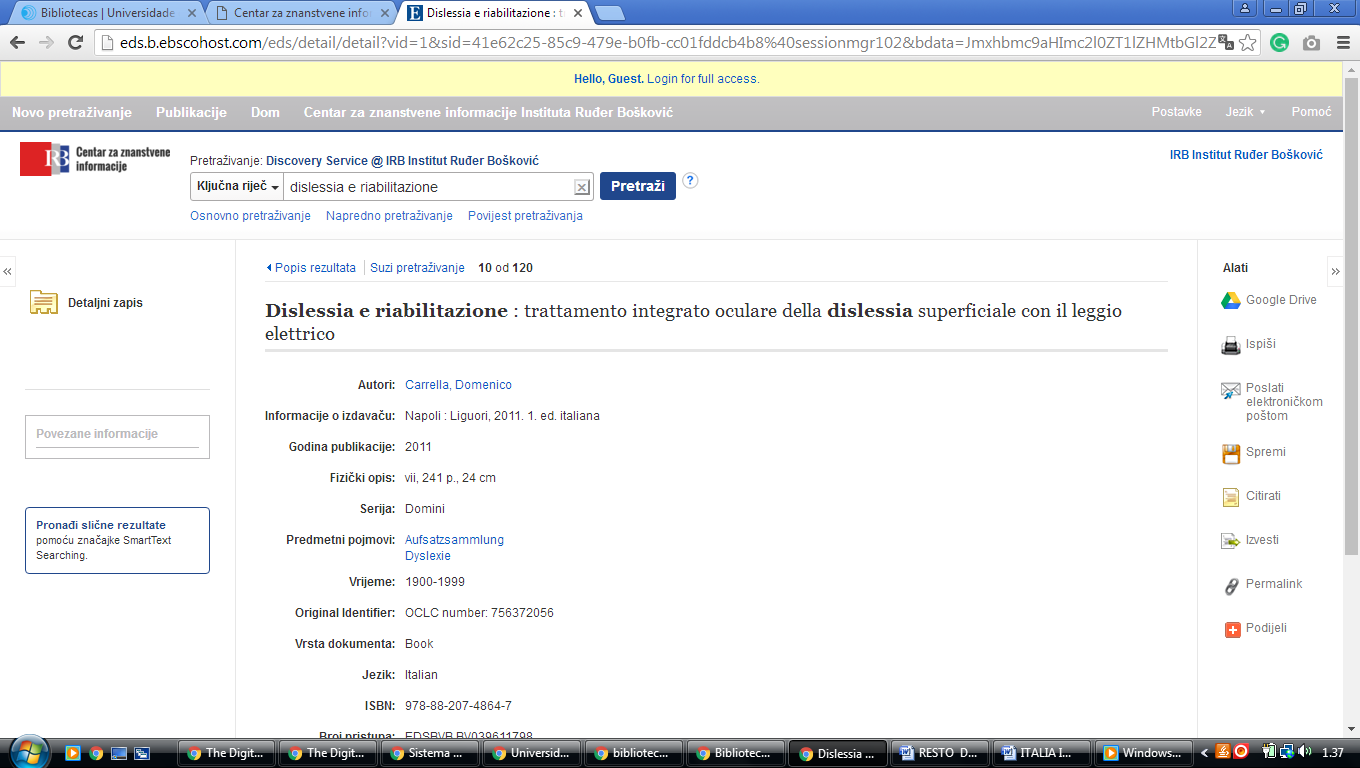 Bibliotecas | Universidade
Centar za znanstvene info
Dislessia e riabilitazione : t
eds.b.ebscohost.com/eds/detail/detail?vid=1&sid=41e62c25-85c9-479e-b0fb-cc01fddcb4b8%40sessionmgr102&bdata=Jmxhbmc9aHImc2l0ZT1lZHMtbGl2Z
Hello, Guest. Login for full access.
Novo pretraživanje Publikacije Dom Centar za znanstvene informacije Instituta Ruđer Bošković Postavke Jezik Pomoć
IRB Centar za znanstvene
informacije
Pretraživanje: Discovery Service @ IRB Institut Ruđer Bošković
IRB Institut Ruđer Bošković
Ključna riječ dislessia e riabilitazione Pretraži ?
Osnovno pretraživanje Napredno pretraživanje Povijest pretraživanja
«
Detaljni zapis
Povezane informacije
Pronađi slične rezultate
pomoću značajke SmartText
Searching.
Popis rezultata Suzi pretraživanje 10 od 120
Dislessia e riabilitazione : trattamento integrato oculare della dislessia superficiale con il leggio
elettrico
Autori: Carrella, Domenico
Informacije o izdavaču: Napoli : Liguori, 2011. 1. ed. italiana
Godina publikacije: 2011
Fizički opis: vii, 241 p., 24 cm
Serija: Domini
Predmetni pojmovi: Aufsatzsammlung
Dyslexie
Vrijeme: 1900-1999
Original Identifier: OCLC number: 756372056
Vrsta dokumenta: Book
Jezik: Italian
ISBN: 978-88-207-4864-7
Broj pristupa: EDSBVB.BV039611798
Alati
»
Google Drive
Ispiši
Poslati
elektroničkom
poštom
Spremi
Citirati
Izvesti
Permalink
Podijeli
The Digit... The Digit... Sistema ... Universid... bibliotec... Bibliotec... Dislessia ... RESTO D... ITALIA I... Windows... 1.37